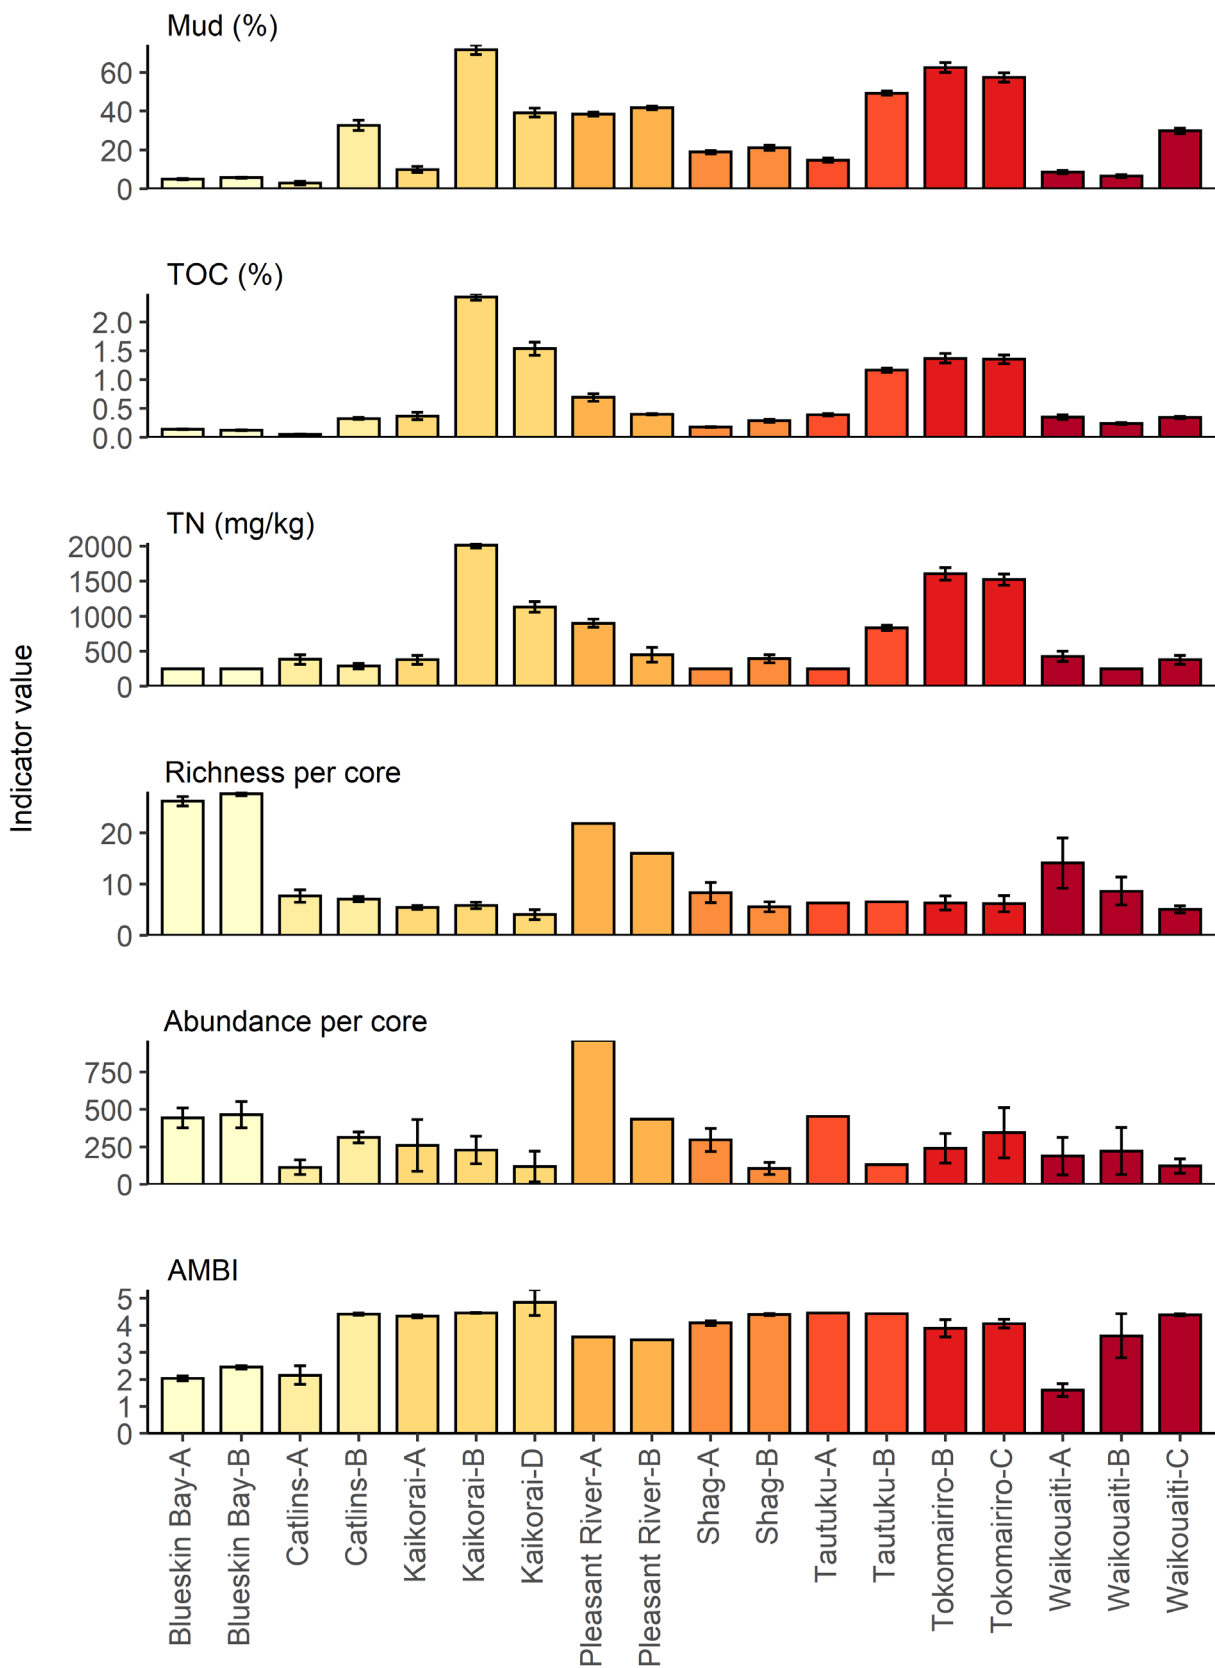 Mud (%)
60
40
20
0
TOC (%)
2.0
1.5
1.0
0.5
0.0
TN (mg/kg)
2000
1500
1000
500
0
Indicator value
Richness per core
20
10
0
Abundance per core
750
500
250
0
AMBI
5
4
3
2
1
0
Blueskin Bay-A
Blueskin Bay-B
Catlins-A
Catlins-B
Kaikorai-A
Kaikorai-B
Kaikorai-D
Pleasant River-A
Pleasant River-B
Shag-A
Shag-B
Tautuku-A
Tautuku-B
Tokomairiro-B
Tokomairiro-C
Waikouaiti-A
Waikouaiti-B
Waikouaiti-C